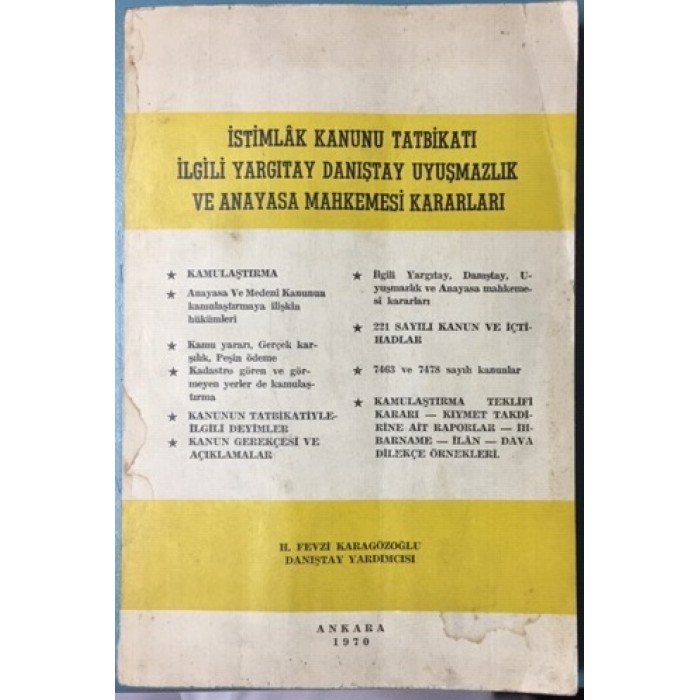 İSTİMLÂK KANUNU TATBİKATI
İLGİLİ YARGITAY DANIŞTAY UYUŞMAZLIK
VE ANAYASA MAHKEMESİ KARARLARI
★ KAMULAŞTIRMA
★ Anayasa Ve Medeni Kanunun
kamulaştırmaya ilişkin
hükümleri
★ Kamu yararı, Gerçek kar-
şılık, Peşin ödeme
★ Kadastro gören ve gör-
meyen yerler de kamulaş-
tırma
★ KANUNUN TATBİKATİYLE-
İLGİLİ DEYİMLER
★ KANUN GEREKÇESİ VE
AÇIKLAMALAR
★ İlgili Yargıtay, Danıştay, U-
yuşmazlık ve Anayasa mahkeme-
si kararları
★ 221 SAYILI KANUN VE İÇTİ-
HADLAR
★ 7463 ve 7478 sayılı kanunlar
★ KAMULAŞTIRMA TEKLİFİ
KARARI — KIYMET TAKDİ-
RİNE AİT RAPORLAR — İH-
BARNAME — İLÂN — DAVA
DİLEKÇE ÖRNEKLERİ.
H. FEVZİ KARAGÖZOĞLU
DANIŞTAY YARDIMCISI
ANKARA
1970